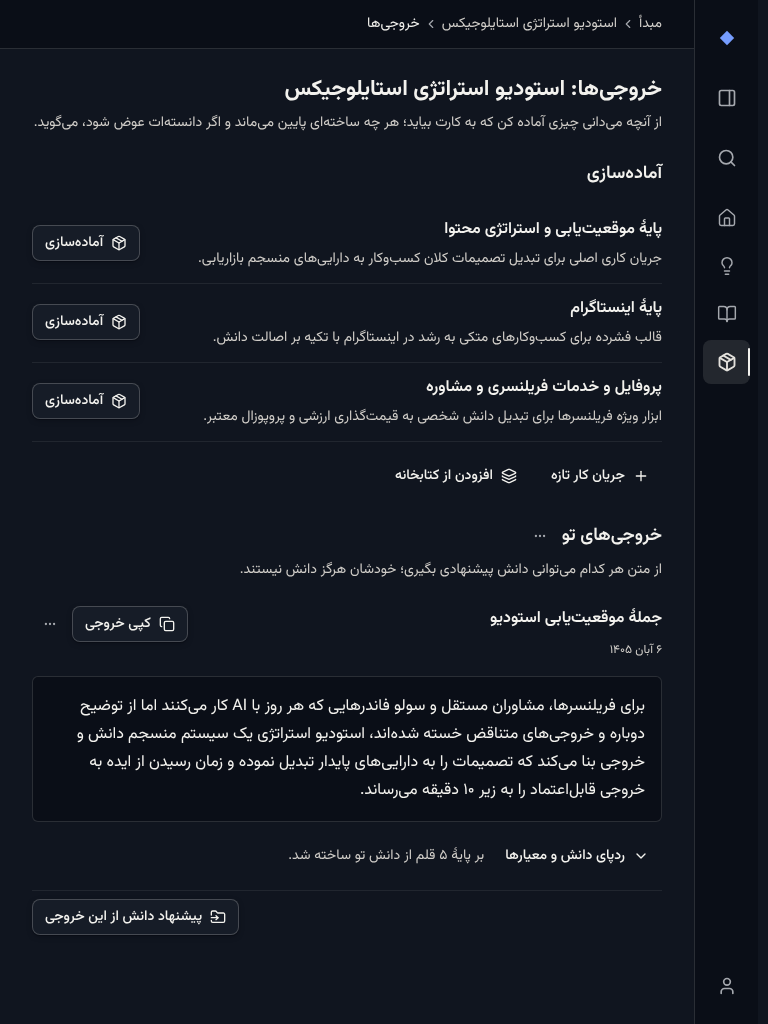 مبدأ › استودیو استراتژی استایلوجیکس › خروجی‌ها
خروجی‌ها: استودیو استراتژی استایلوجیکس
از آنچه می‌دانی چیزی آماده کن که به کارت بیاید؛ هر چه ساخته‌ای پایین می‌ماند و اگر دانسته‌ات عوض شود، می‌گوید.
آماده‌سازی
پایهٔ موقعیت‌یابی و استراتژی محتوا
جریان کاری اصلی برای تبدیل تصمیمات کلان کسب‌وکار به دارایی‌های منسجم بازاریابی.
آماده‌سازی
پایهٔ اینستاگرام
قالب فشرده برای کسب‌وکارهای متکی به رشد در اینستاگرام با تکیه بر اصالت دانش.
آماده‌سازی
پروفایل و خدمات فریلنسری و مشاوره
ابزار ویژه فریلنسرها برای تبدیل دانش شخصی به قیمت‌گذاری ارزشی و پروپوزال معتبر.
آماده‌سازی
جریان کار تازه
افزودن از کتابخانه
خروجی‌های تو
از متن هر کدام می‌توانی دانش پیشنهادی بگیری؛ خودشان هرگز دانش نیستند.
جملهٔ موقعیت‌یابی استودیو
کپی خروجی
۶ آبان ۱۴۰۵
برای فریلنسرها، مشاوران مستقل و سولو فاندرهایی که هر روز با AI کار می‌کنند اما از توضیح
دوباره و خروجی‌های متناقض خسته شده‌اند، استودیو استراتژی یک سیستم منسجم دانش و
خروجی بنا می‌کند که تصمیمات را به دارایی‌های پایدار تبدیل نموده و زمان رسیدن از ایده به
خروجی قابل‌اعتماد را به زیر ۱۰ دقیقه می‌رساند.
ردپای دانش و معیارها
بر پایهٔ ۵ قلم از دانش تو ساخته شد.
پیشنهاد دانش از این خروجی